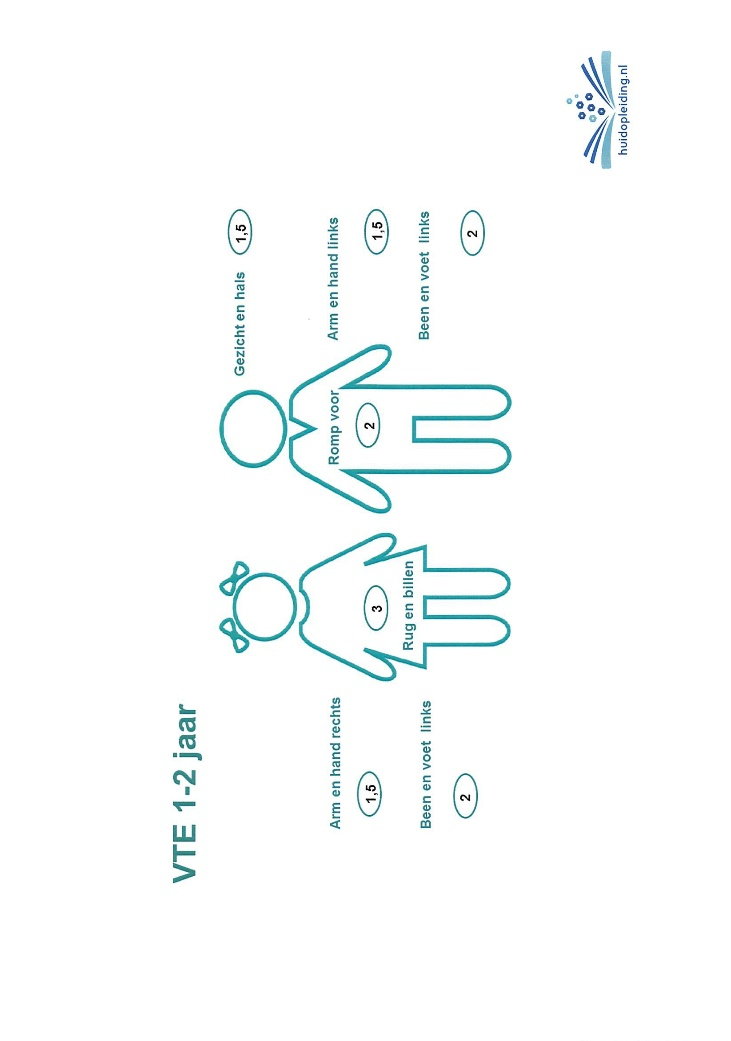 VTE 1-2 jaar
Gezicht en hals
1,5
Arm en hand rechts
1,5
Romp voor
2
Arm en hand links
1,5
Rug en billen
3
Been en voet links
2
Been en voet links
2
huidopleiding.nl